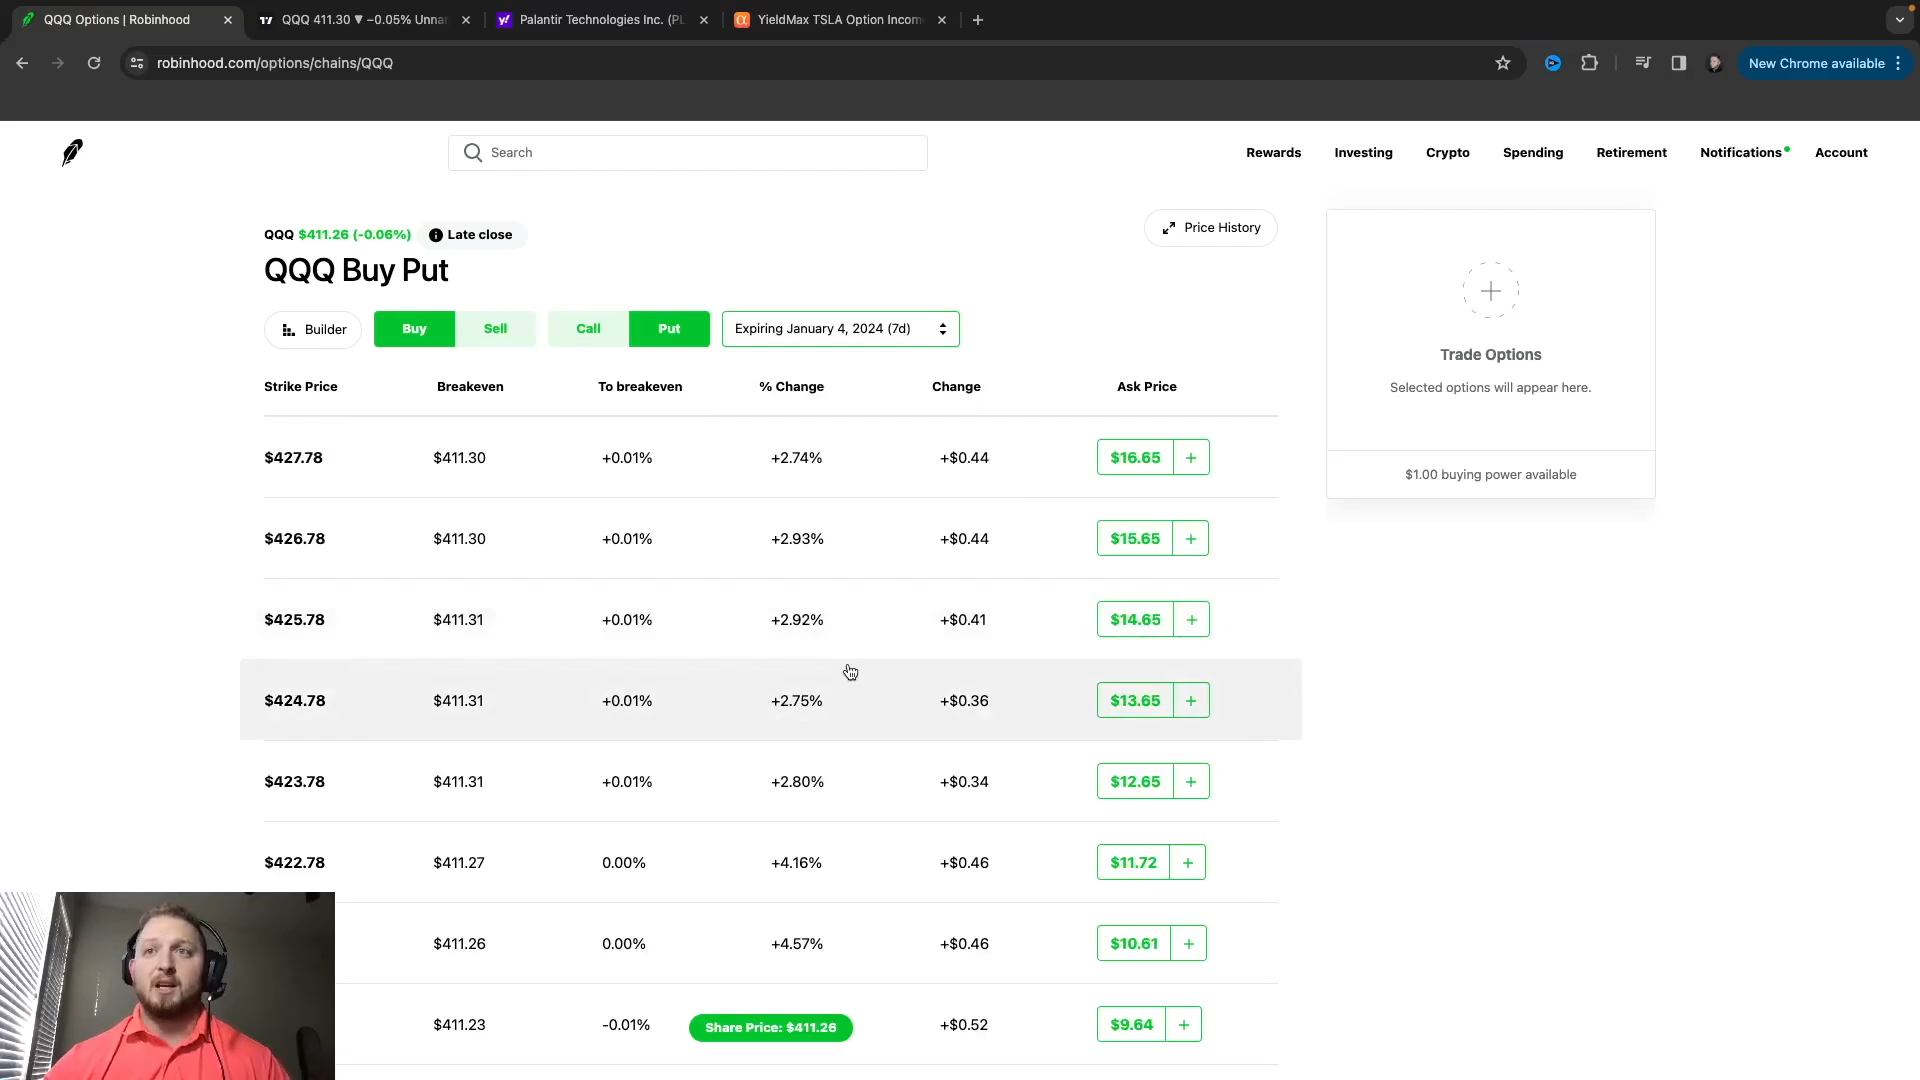 QQQ Options | Robinhood
QQQ 411.30 ▼ −0.05% Unna
Palantir Technologies Inc. (PL
YieldMax TSLA Option Incom
robinhood.com/options/chains/QQQ
New Chrome available
Search
Rewards
Investing
Crypto
Spending
Retirement
Notifications
Account
QQQ $411.26 (-0.06%)
Late close
Price History
QQQ Buy Put
Builder
Buy
Sell
Call
Put
Expiring January 4, 2024 (7d)
Trade Options
Selected options will appear here.
$1.00 buying power available
Strike Price Breakeven To breakeven % Change Change Ask Price
$427.78 $411.30 +0.01% +2.74% +$0.44 $16.65 +
$426.78 $411.30 +0.01% +2.93% +$0.44 $15.65 +
$425.78 $411.31 +0.01% +2.92% +$0.41 $14.65 +
$424.78 $411.31 +0.01% +2.75% +$0.36 $13.65 +
$423.78 $411.31 +0.01% +2.80% +$0.34 $12.65 +
$422.78 $411.27 0.00% +4.16% +$0.46 $11.72 +
$411.26 0.00% +4.57% +$0.46 $10.61 +
$411.23 -0.01% +$0.52 $9.64 +
Share Price: $411.26